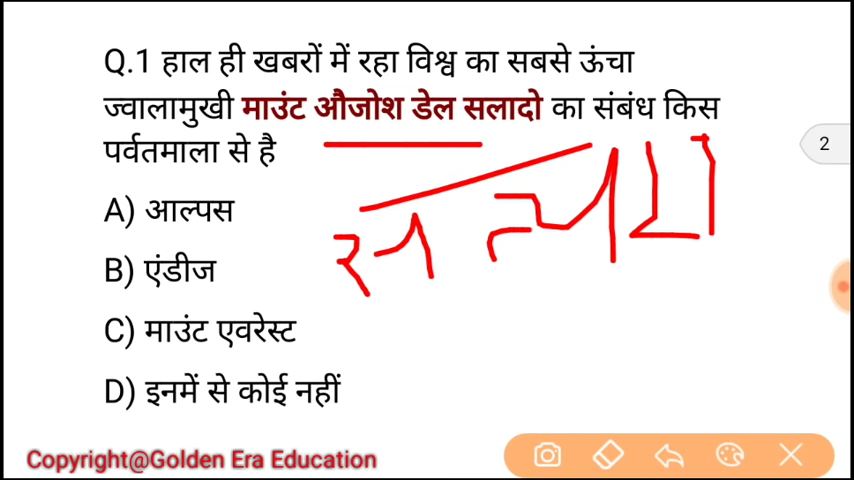 Q.1 हाल ही खबरों में रहा विश्व का सबसे ऊंचा
ज्वालामुखी माउंट औजोश डेल सलादो का संबंध किस
पर्वतमाला से है
2
A) आल्पस
B) एंडीज
C) माउंट एवरेस्ट
D) इनमें से कोई नहीं
Copyright@Golden Era Education